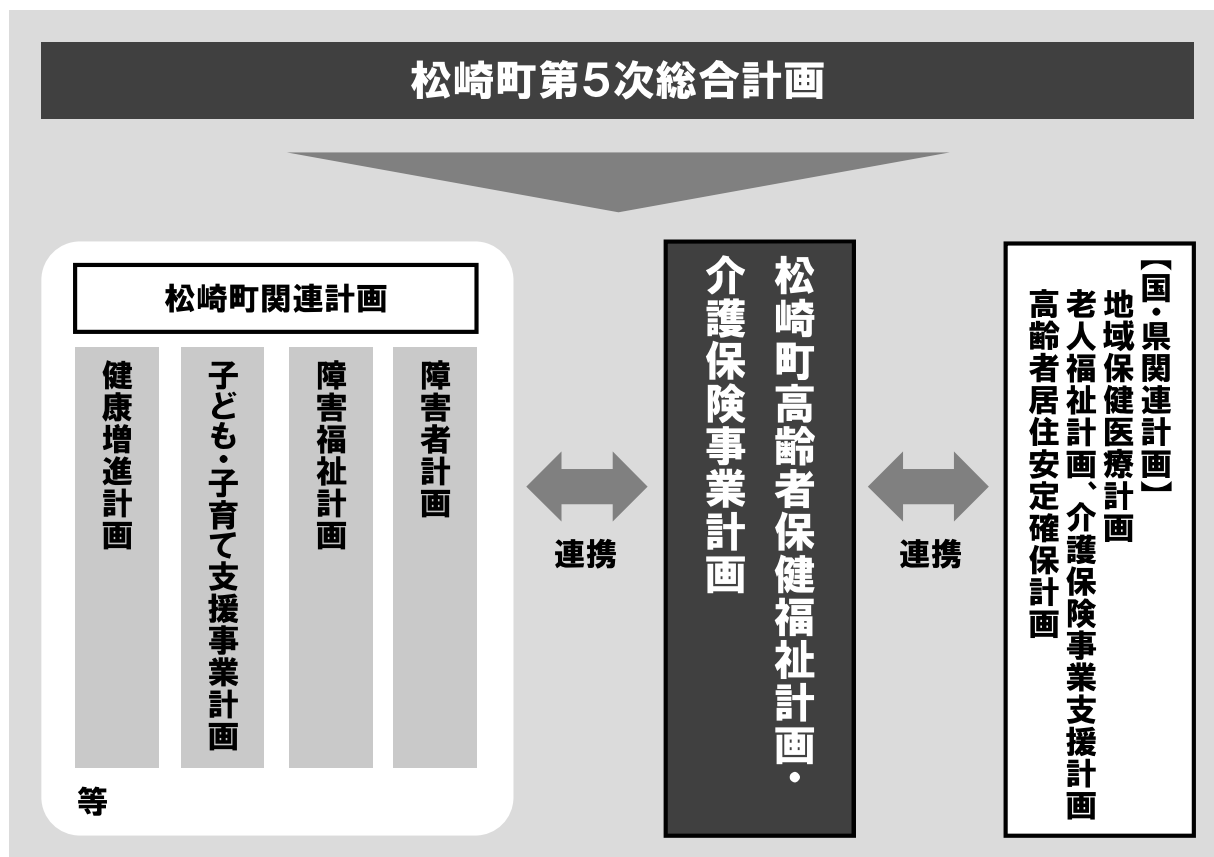 松崎町第5次総合計画
松崎町関連計画
障害者計画
障害福祉計画
子ども・子育て支援事業計画
健康増進計画
等
連携
松崎町高齢者保健福祉計画・
介護保険事業計画
連携
【国・県関連計画】
地域保健医療計画
老人福祉計画、介護保険事業支援計画
高齢者居住安定確保計画